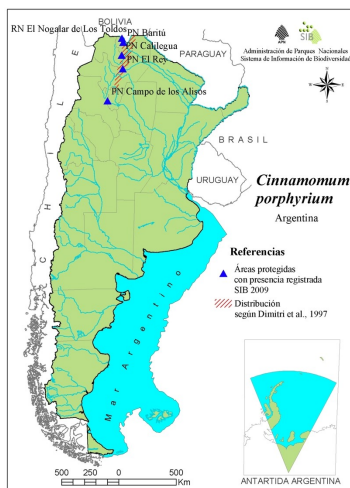 BOLIVIA
RN El Nogalar de Los Toldos
PN Baritú
PN Calilegua
PN El Rey
PN Campo de los Alisos
PARAGUAY
APN
SIB
Administración de Parques Nacionales
Sistema de Información de Biodiversidad
BRASIL
URUGUAY
CHILE
Cinnamomum
porphyrium
Argentina
Referencias
Áreas protegidas
con presencia registrada
SIB 2009
Distribución
según Dimitri et al., 1997
Mar Argentino
500 250 0 500
Km
ANTARTIDA ARGENTINA